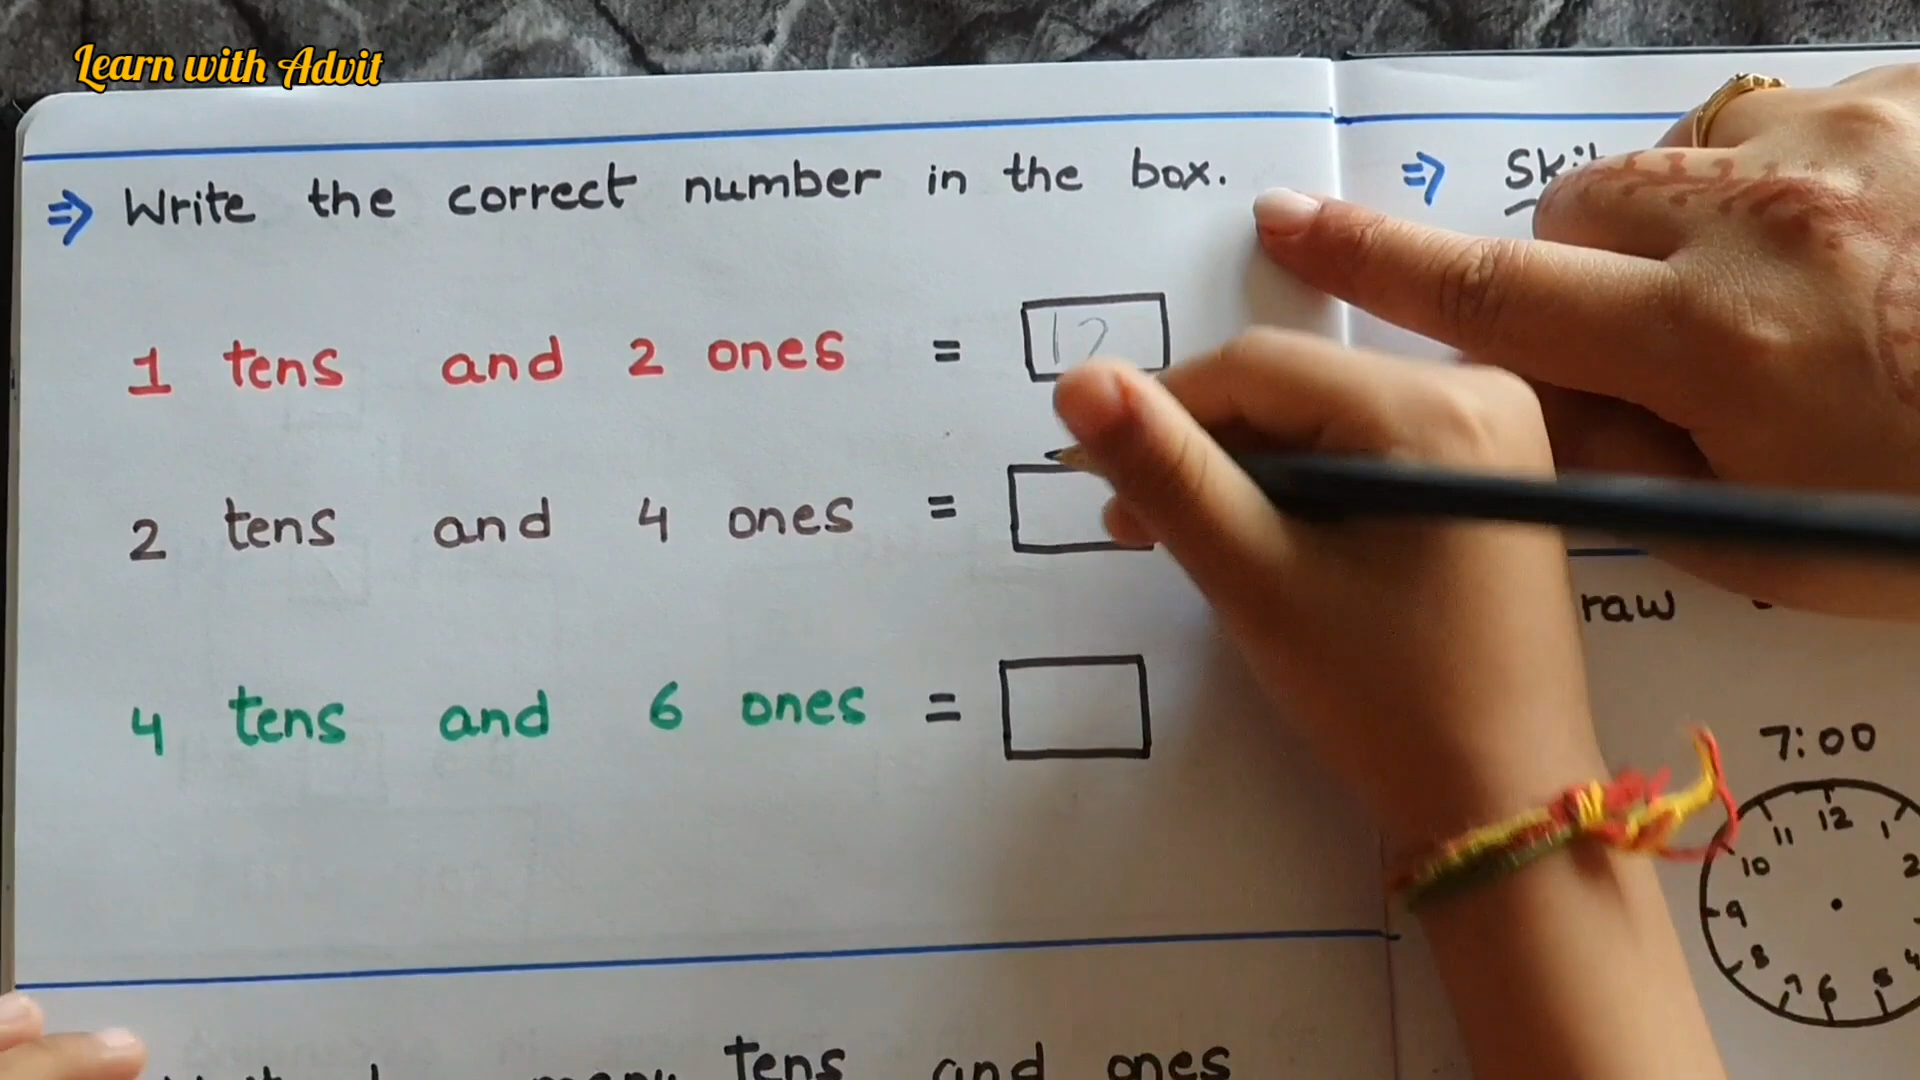 Learn with Advit
⇒ Write the correct number in the box.
1 tens and 2 ones = 12
2 tens and 4 ones =
4 tens and 6 ones =
tens and ones
⇒
raw
7:00
12
11 1
10 2
9
8 4
7 6 5